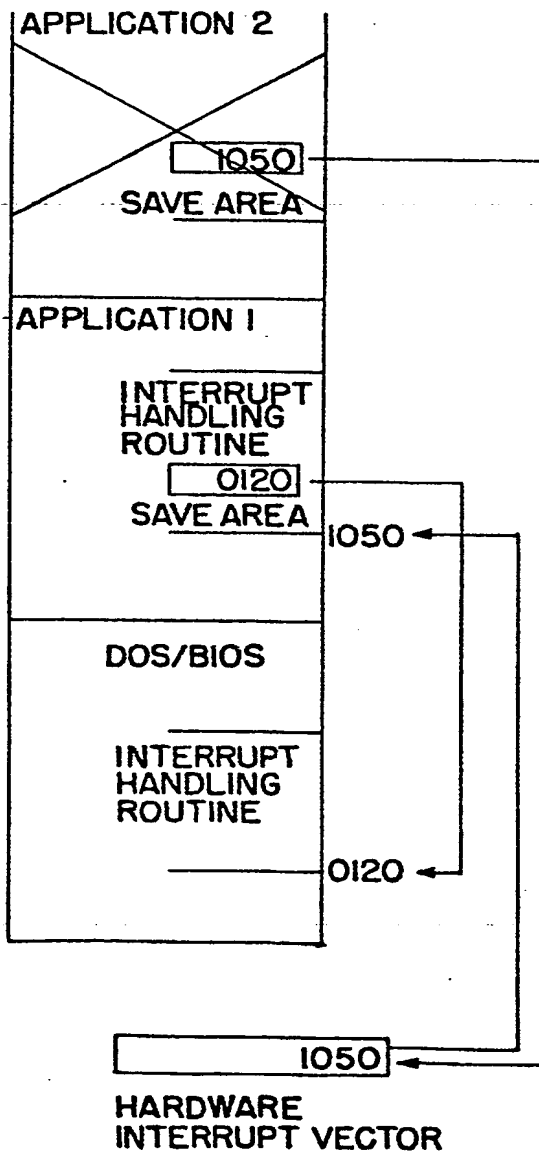 APPLICATION 2
1050
SAVE AREA
APPLICATION 1
INTERRUPT
HANDLING
ROUTINE
0120
SAVE AREA
1050
DOS/BIOS
INTERRUPT
HANDLING
ROUTINE
0120
1050
HARDWARE
INTERRUPT VECTOR